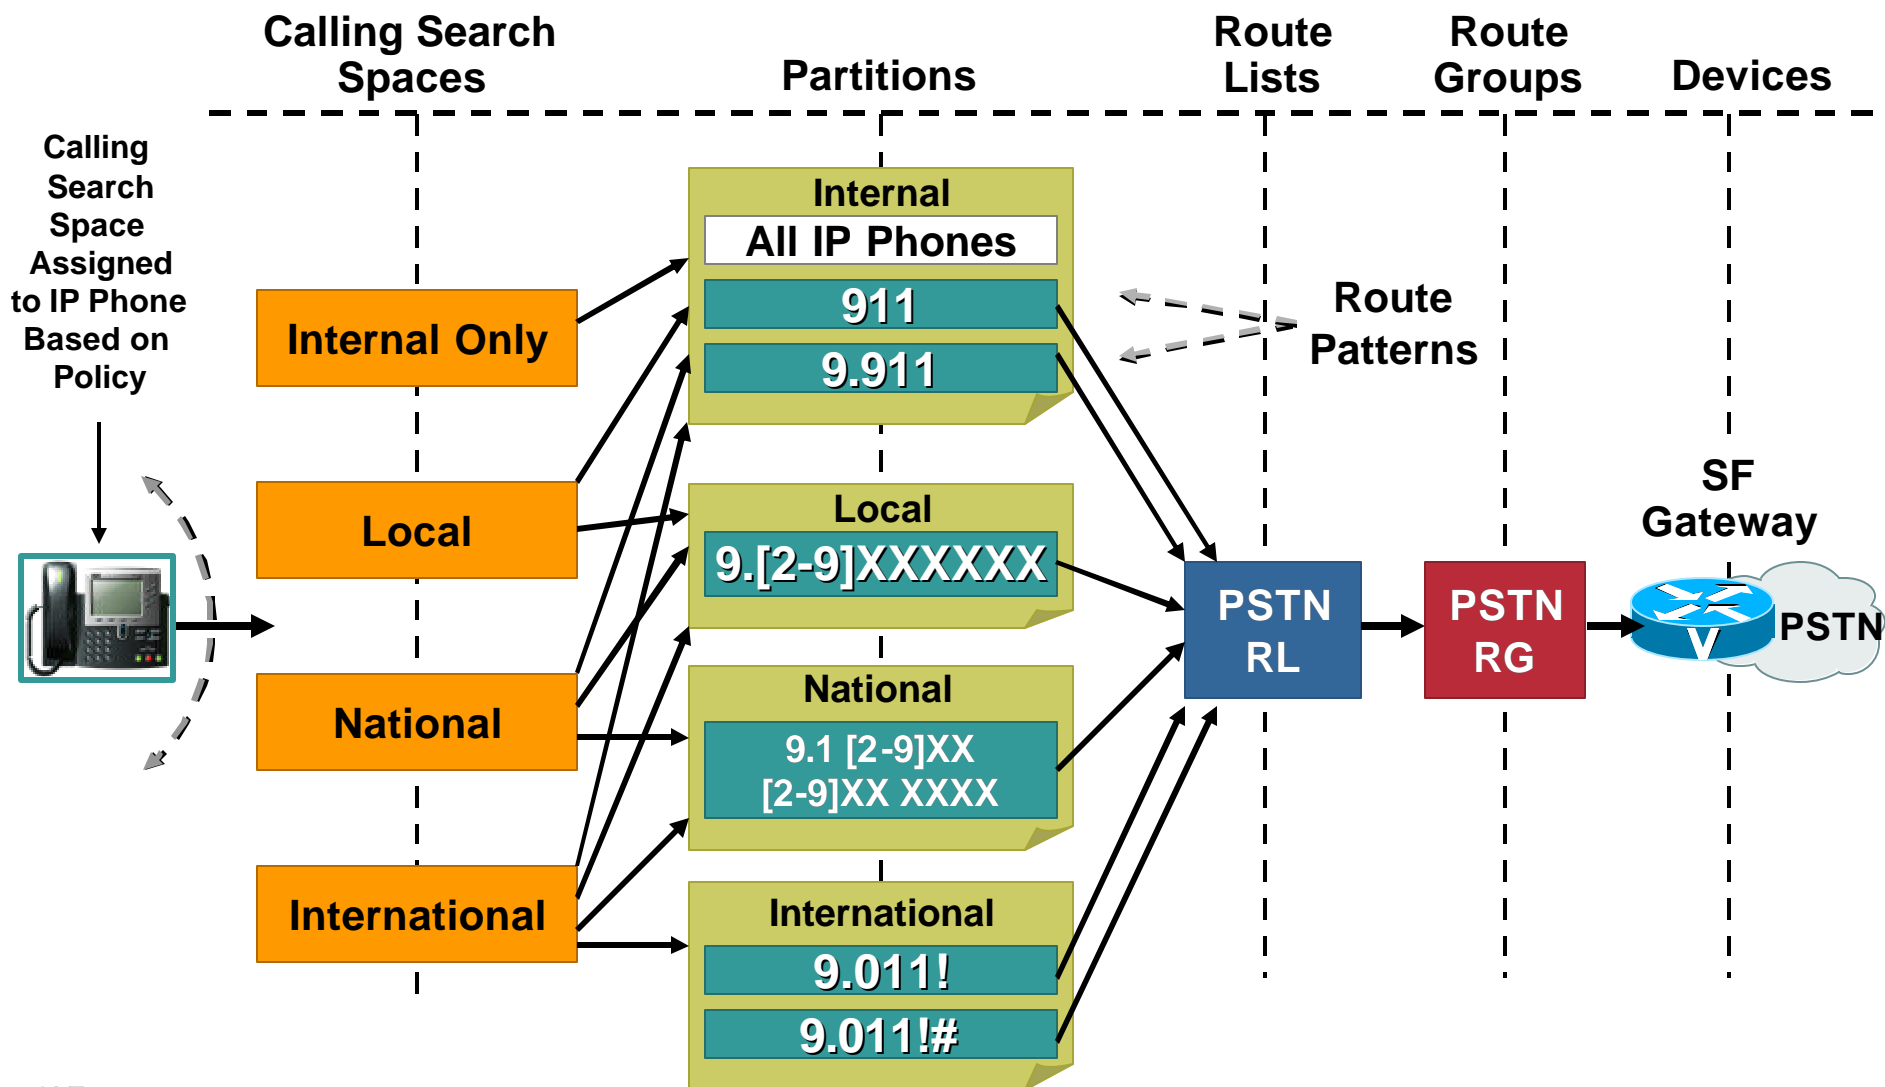 Calling Search
Spaces
Partitions
Route
Lists
Route
Groups
Devices
Calling
Search
Space
Assigned
to IP Phone
Based on
Policy
Internal Only
Local
National
International
Internal
All IP Phones
911
9.911
Local
9.[2-9]XXXXXX
National
9.1 [2-9]XX
[2-9]XX XXXX
International
9.011!
9.011!#
Route
Patterns
PSTN
RL
PSTN
RG
SF
Gateway
V
PSTN